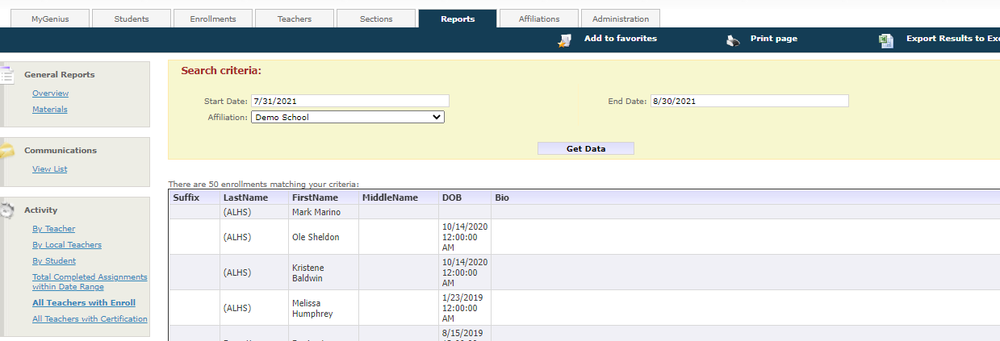 MyGenius Students Enrollments Teachers Sections Reports Affiliations Administration
Add to favorites Print page Export Results to Exc
General Reports
Overview
Materials
Communications
View List
Activity
By Teacher
By Local Teachers
By Student
Total Completed Assignments
within Date Range
All Teachers with Enroll
All Teachers with Certification
Search criteria:
Start Date: 7/31/2021 End Date: 8/30/2021
Affiliation: Demo School
Get Data
There are 50 enrollments matching your criteria:
Suffix LastName FirstName MiddleName DOB Bio
(ALHS) Mark Marino
(ALHS) Ole Sheldon 10/14/2020
12:00:00
AM
(ALHS) Kristene
Baldwin 10/14/2020
12:00:00
AM
(ALHS) Melissa
Humphrey 1/23/2019
12:00:00
AM
8/15/2019